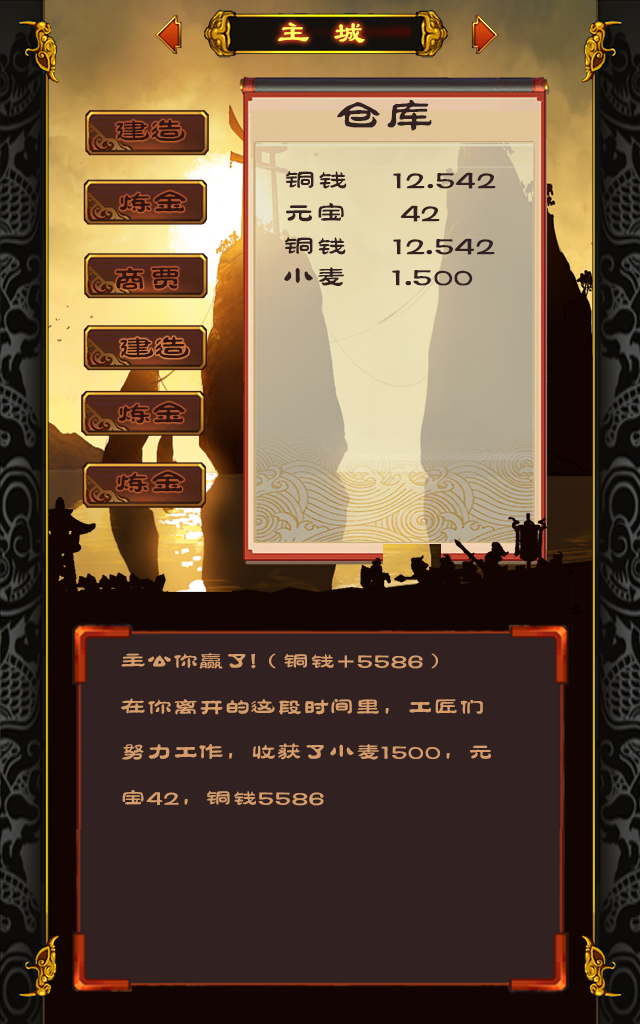 主 城
仓库
建造
炼金
商贾
建造
炼金
炼金
铜钱 12.542
元宝 42
铜钱 12.542
小麦 1.500
主公你赢了!(铜钱+5586)
在你离开的这段时间里，工匠们
努力工作，收获了小麦1500，元
宝42，铜钱5586